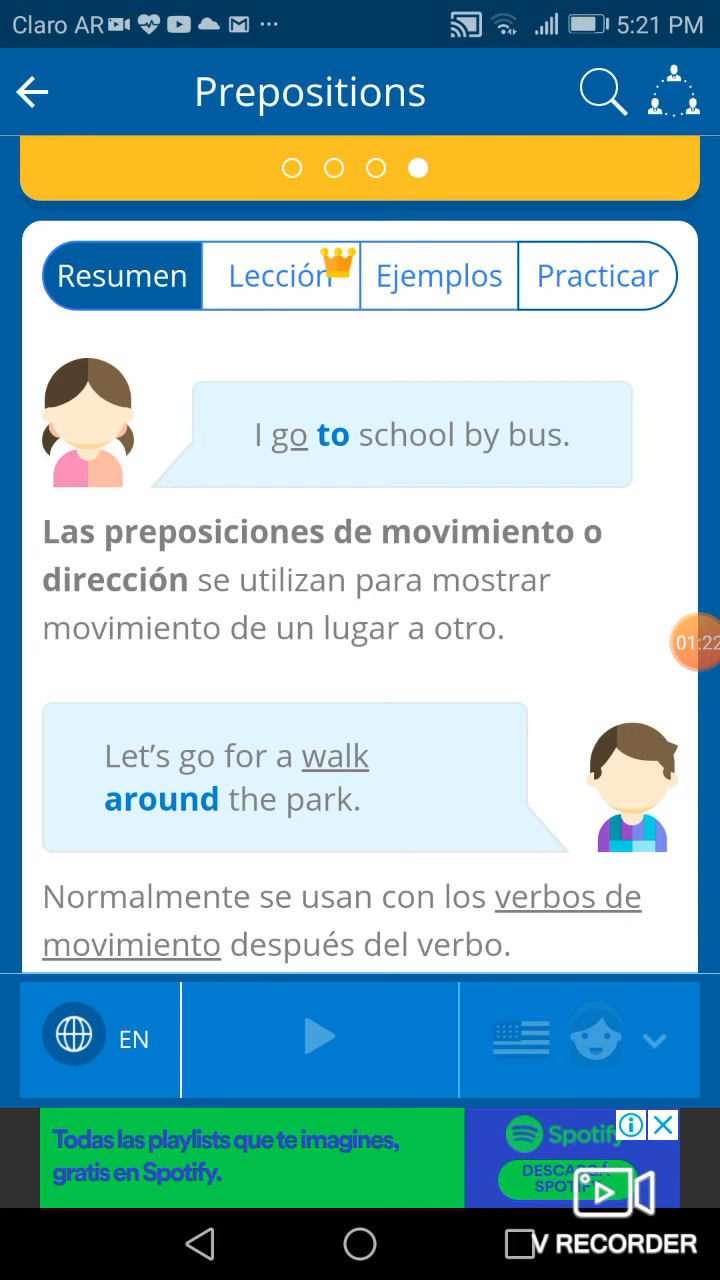 Claro AR
5:21 PM
Prepositions
Resumen
Lección
Ejemplos
Practicar
I go to school by bus.
Las preposiciones de movimiento o
dirección se utilizan para mostrar
movimiento de un lugar a otro.
01:22
Let's go for a walk
around the park.
Normalmente se usan con los verbos de
movimiento después del verbo.
EN
Todas las playlists que te imagines,
gratis en Spotify.
Spotify
DESCARGÁ
SPOTIFY
V RECORDER